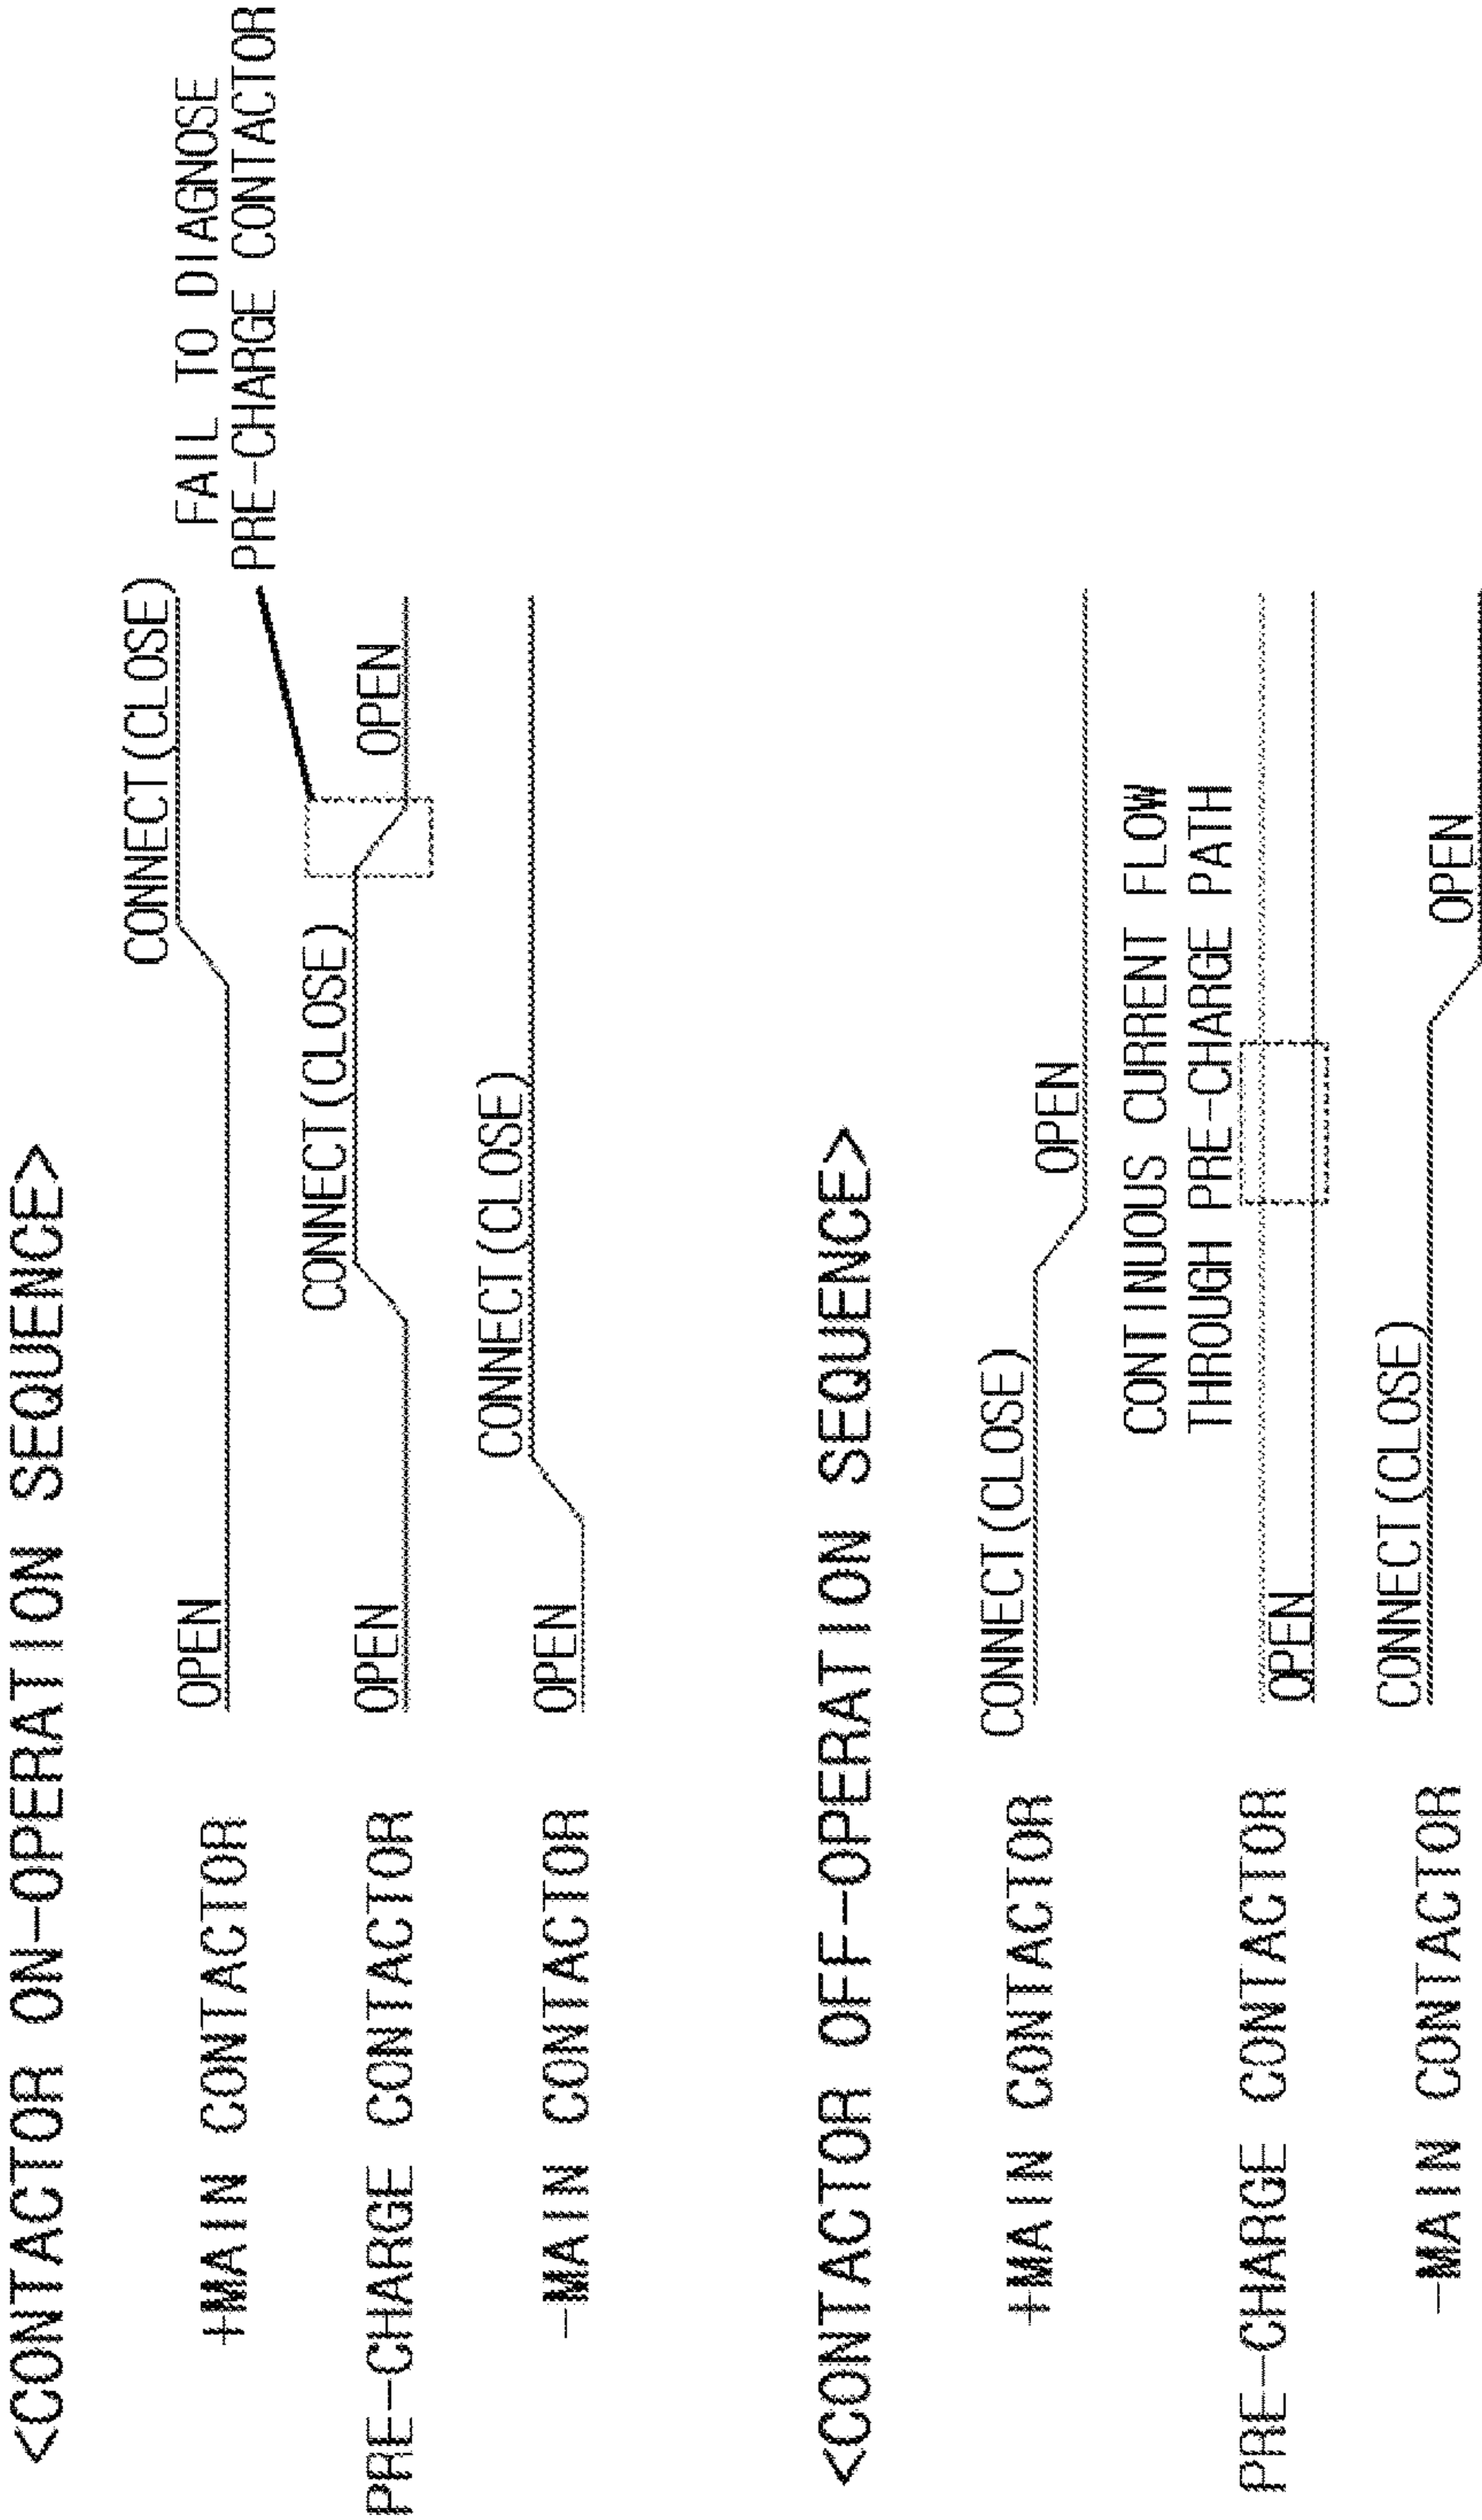 <CONTACTOR ON-OPERATION SEQUENCE>
CONNECT(CLOSE)
FAIL TO DIAGNOSE
PRE-CHARGE CONTACTOR
+MAIN CONTACTOR
OPEN
CONNECT(CLOSE)
OPEN
PRE-CHARGE CONTACTOR
OPEN
CONNECT(CLOSE)
-MAIN CONTACTOR
OPEN
<CONTACTOR OFF-OPERATION SEQUENCE>
CONNECT(CLOSE)
+MAIN CONTACTOR
OPEN
CONTINUOUS CURRENT FLOW
THROUGH PRE-CHARGE PATH
PRE-CHARGE CONTACTOR
OPEN
CONNECT(CLOSE)
-MAIN CONTACTOR
OPEN